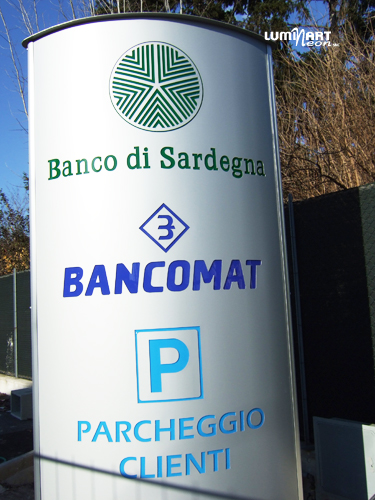 LUMINART
neon
Banco di Sardegna
BANCOMAT
P
PARCHEGGIO
CLIENTI